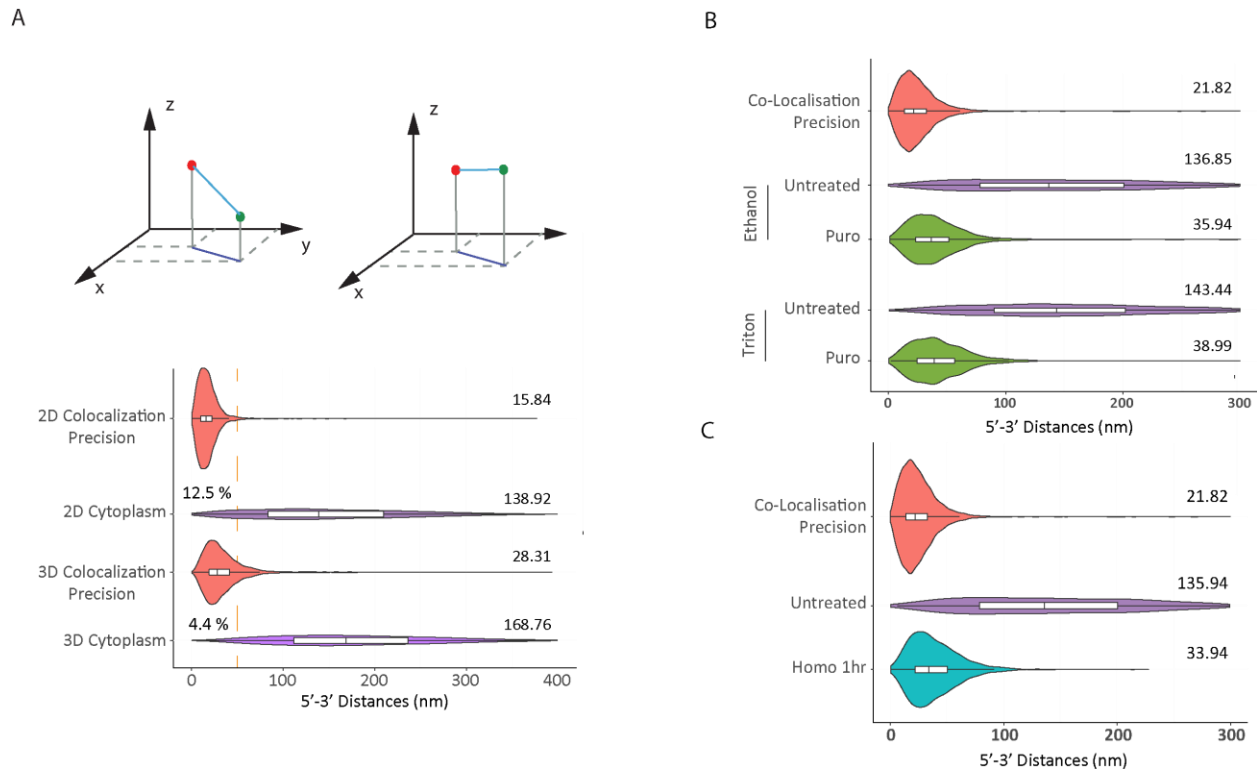 A
z
y
x
z
x
2D Colocalization
Precision
15.84
12.5 %
2D Cytoplasm
138.92
3D Colocalization
Precision
28.31
4.4 %
3D Cytoplasm
168.76
0 100 200 300 400
5’-3’ Distances (nm)
B
Co-Localisation
Precision
21.82
Ethanol
Untreated
136.85
Puro
35.94
Triton
Untreated
143.44
Puro
38.99
0 100 200 300
5’-3’ Distances (nm)
C
Co-Localisation
Precision
21.82
Untreated
135.94
Homo 1hr
33.94
0 100 200 300
5’-3’ Distances (nm)